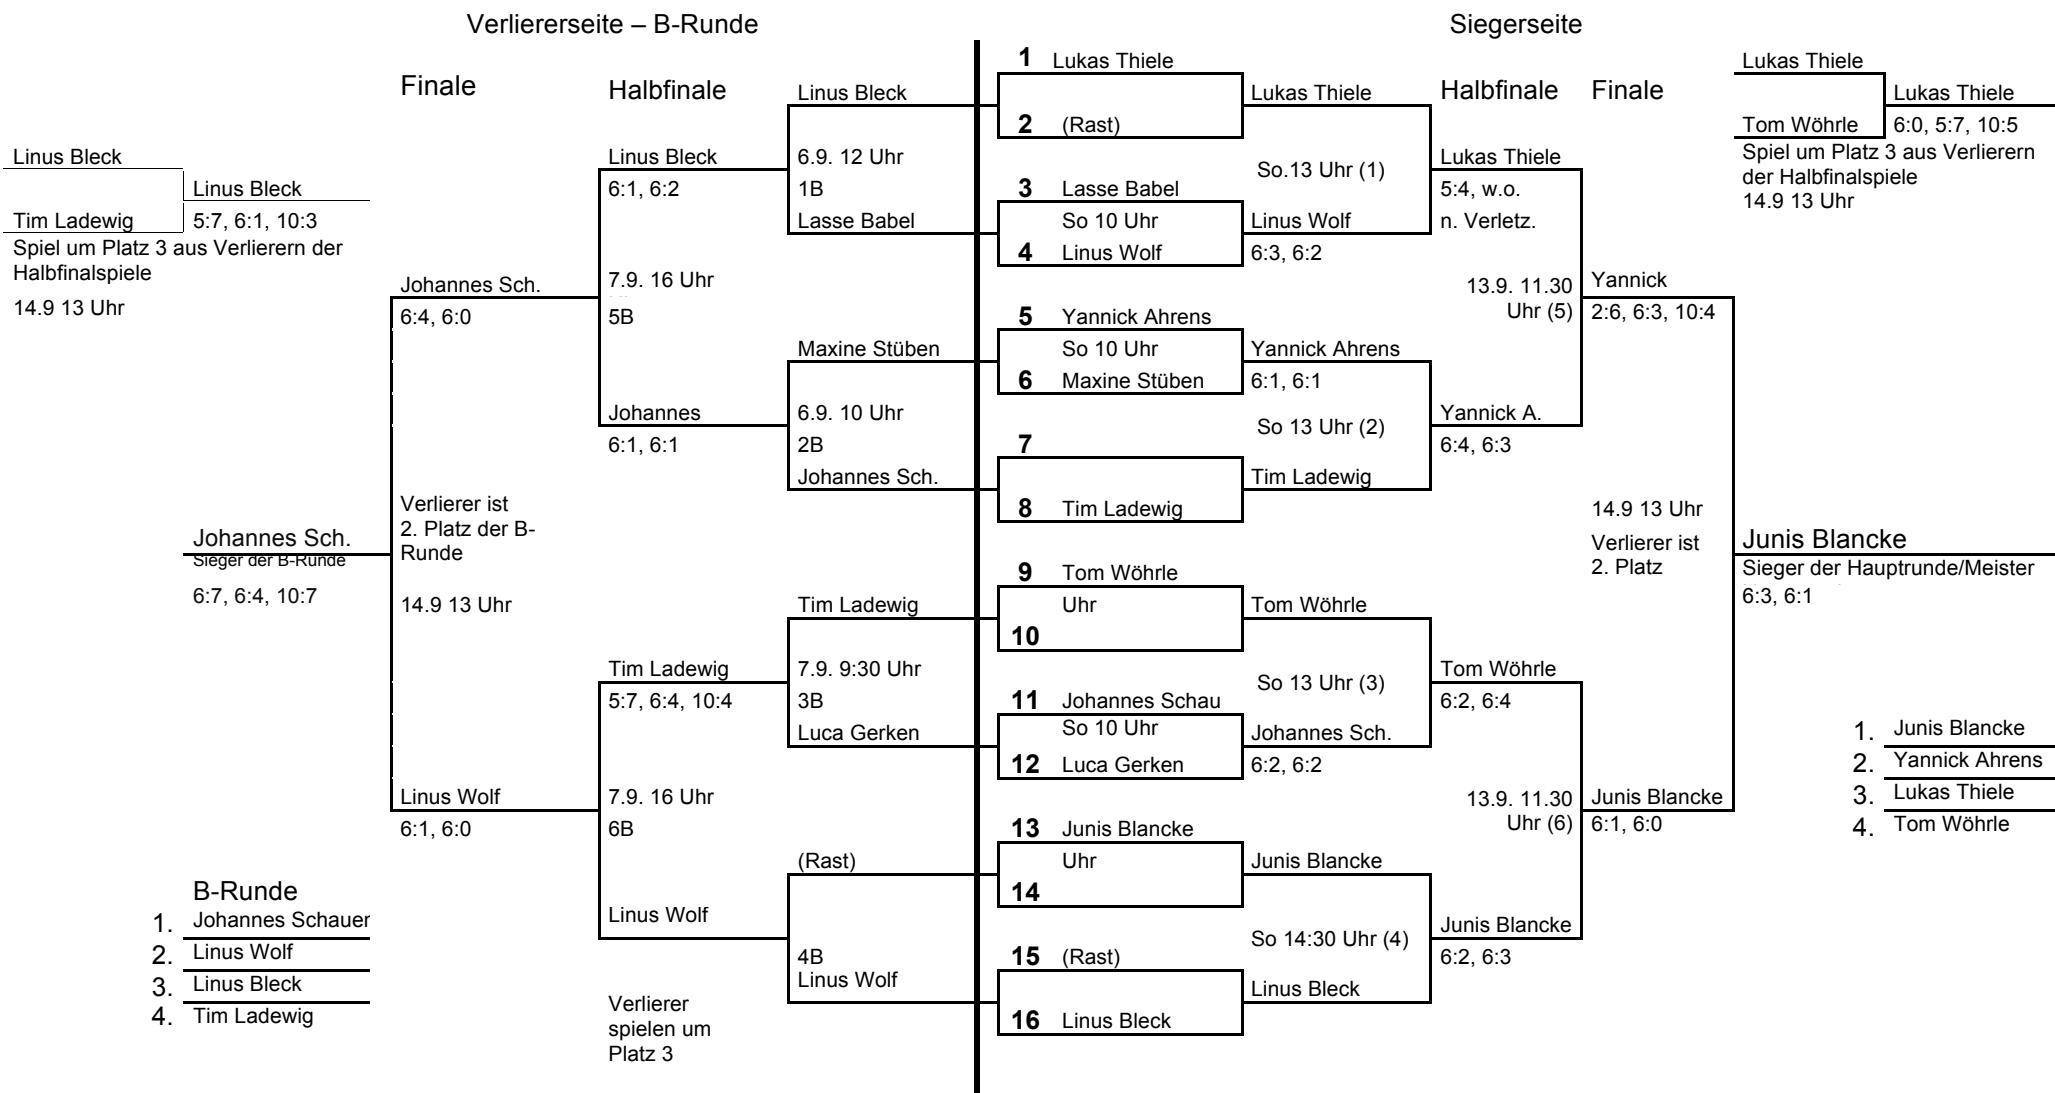 Verliererseite – B-Runde
Siegerseite
Finale
Halbfinale
Halbfinale
Finale
Linus Bleck
Linus Bleck
Tim Ladewig
5:7, 6:1, 10:3
Spiel um Platz 3 aus Verlierern der
Halbfinalspiele
14.9 13 Uhr
Johannes Sch.
Sieger der B-Runde
6:7, 6:4, 10:7
B-Runde
1. Johannes Schauer
2. Linus Wolf
3. Linus Bleck
4. Tim Ladewig
Johannes Sch.
6:4, 6:0
Verlierer ist
2. Platz der B-
Runde
14.9 13 Uhr
Linus Wolf
6:1, 6:0
Linus Bleck
6:1, 6:2
7.9. 16 Uhr
5B
Johannes
6:1, 6:1
Tim Ladewig
5:7, 6:4, 10:4
7.9. 16 Uhr
6B
Linus Wolf
Verlierer
spielen um
Platz 3
Linus Bleck
6.9. 12 Uhr
1B
Lasse Babel
Maxine Stüben
6.9. 10 Uhr
2B
Johannes Sch.
Tim Ladewig
7.9. 9:30 Uhr
3B
Luca Gerken
(Rast)
4B
Linus Wolf
1 Lukas Thiele
2 (Rast)
3 Lasse Babel
So 10 Uhr
4 Linus Wolf
5 Yannick Ahrens
So 10 Uhr
6 Maxine Stüben
7
8 Tim Ladewig
9 Tom Wöhrle
Uhr
10
11 Johannes Schau
So 10 Uhr
12 Luca Gerken
13 Junis Blancke
Uhr
14
15 (Rast)
16 Linus Bleck
Lukas Thiele
So.13 Uhr (1)
Linus Wolf
6:3, 6:2
Yannick Ahrens
6:1, 6:1
So 13 Uhr (2)
Tim Ladewig
Tom Wöhrle
So 13 Uhr (3)
Johannes Sch.
6:2, 6:2
Junis Blancke
So 14:30 Uhr (4)
Linus Bleck
Lukas Thiele
5:4, w.o.
n. Verletz.
13.9. 11.30
Uhr (5)
Yannick A.
6:4, 6:3
Tom Wöhrle
6:2, 6:4
13.9. 11.30
Uhr (6)
Junis Blancke
6:2, 6:3
Yannick
2:6, 6:3, 10:4
14.9 13 Uhr
Verlierer ist
2. Platz
Junis Blancke
6:1, 6:0
Lukas Thiele
Lukas Thiele
Tom Wöhrle
6:0, 5:7, 10:5
Spiel um Platz 3 aus Verlierern
der Halbfinalspiele
14.9 13 Uhr
Junis Blancke
Sieger der Hauptrunde/Meister
6:3, 6:1
1. Junis Blancke
2. Yannick Ahrens
3. Lukas Thiele
4. Tom Wöhrle